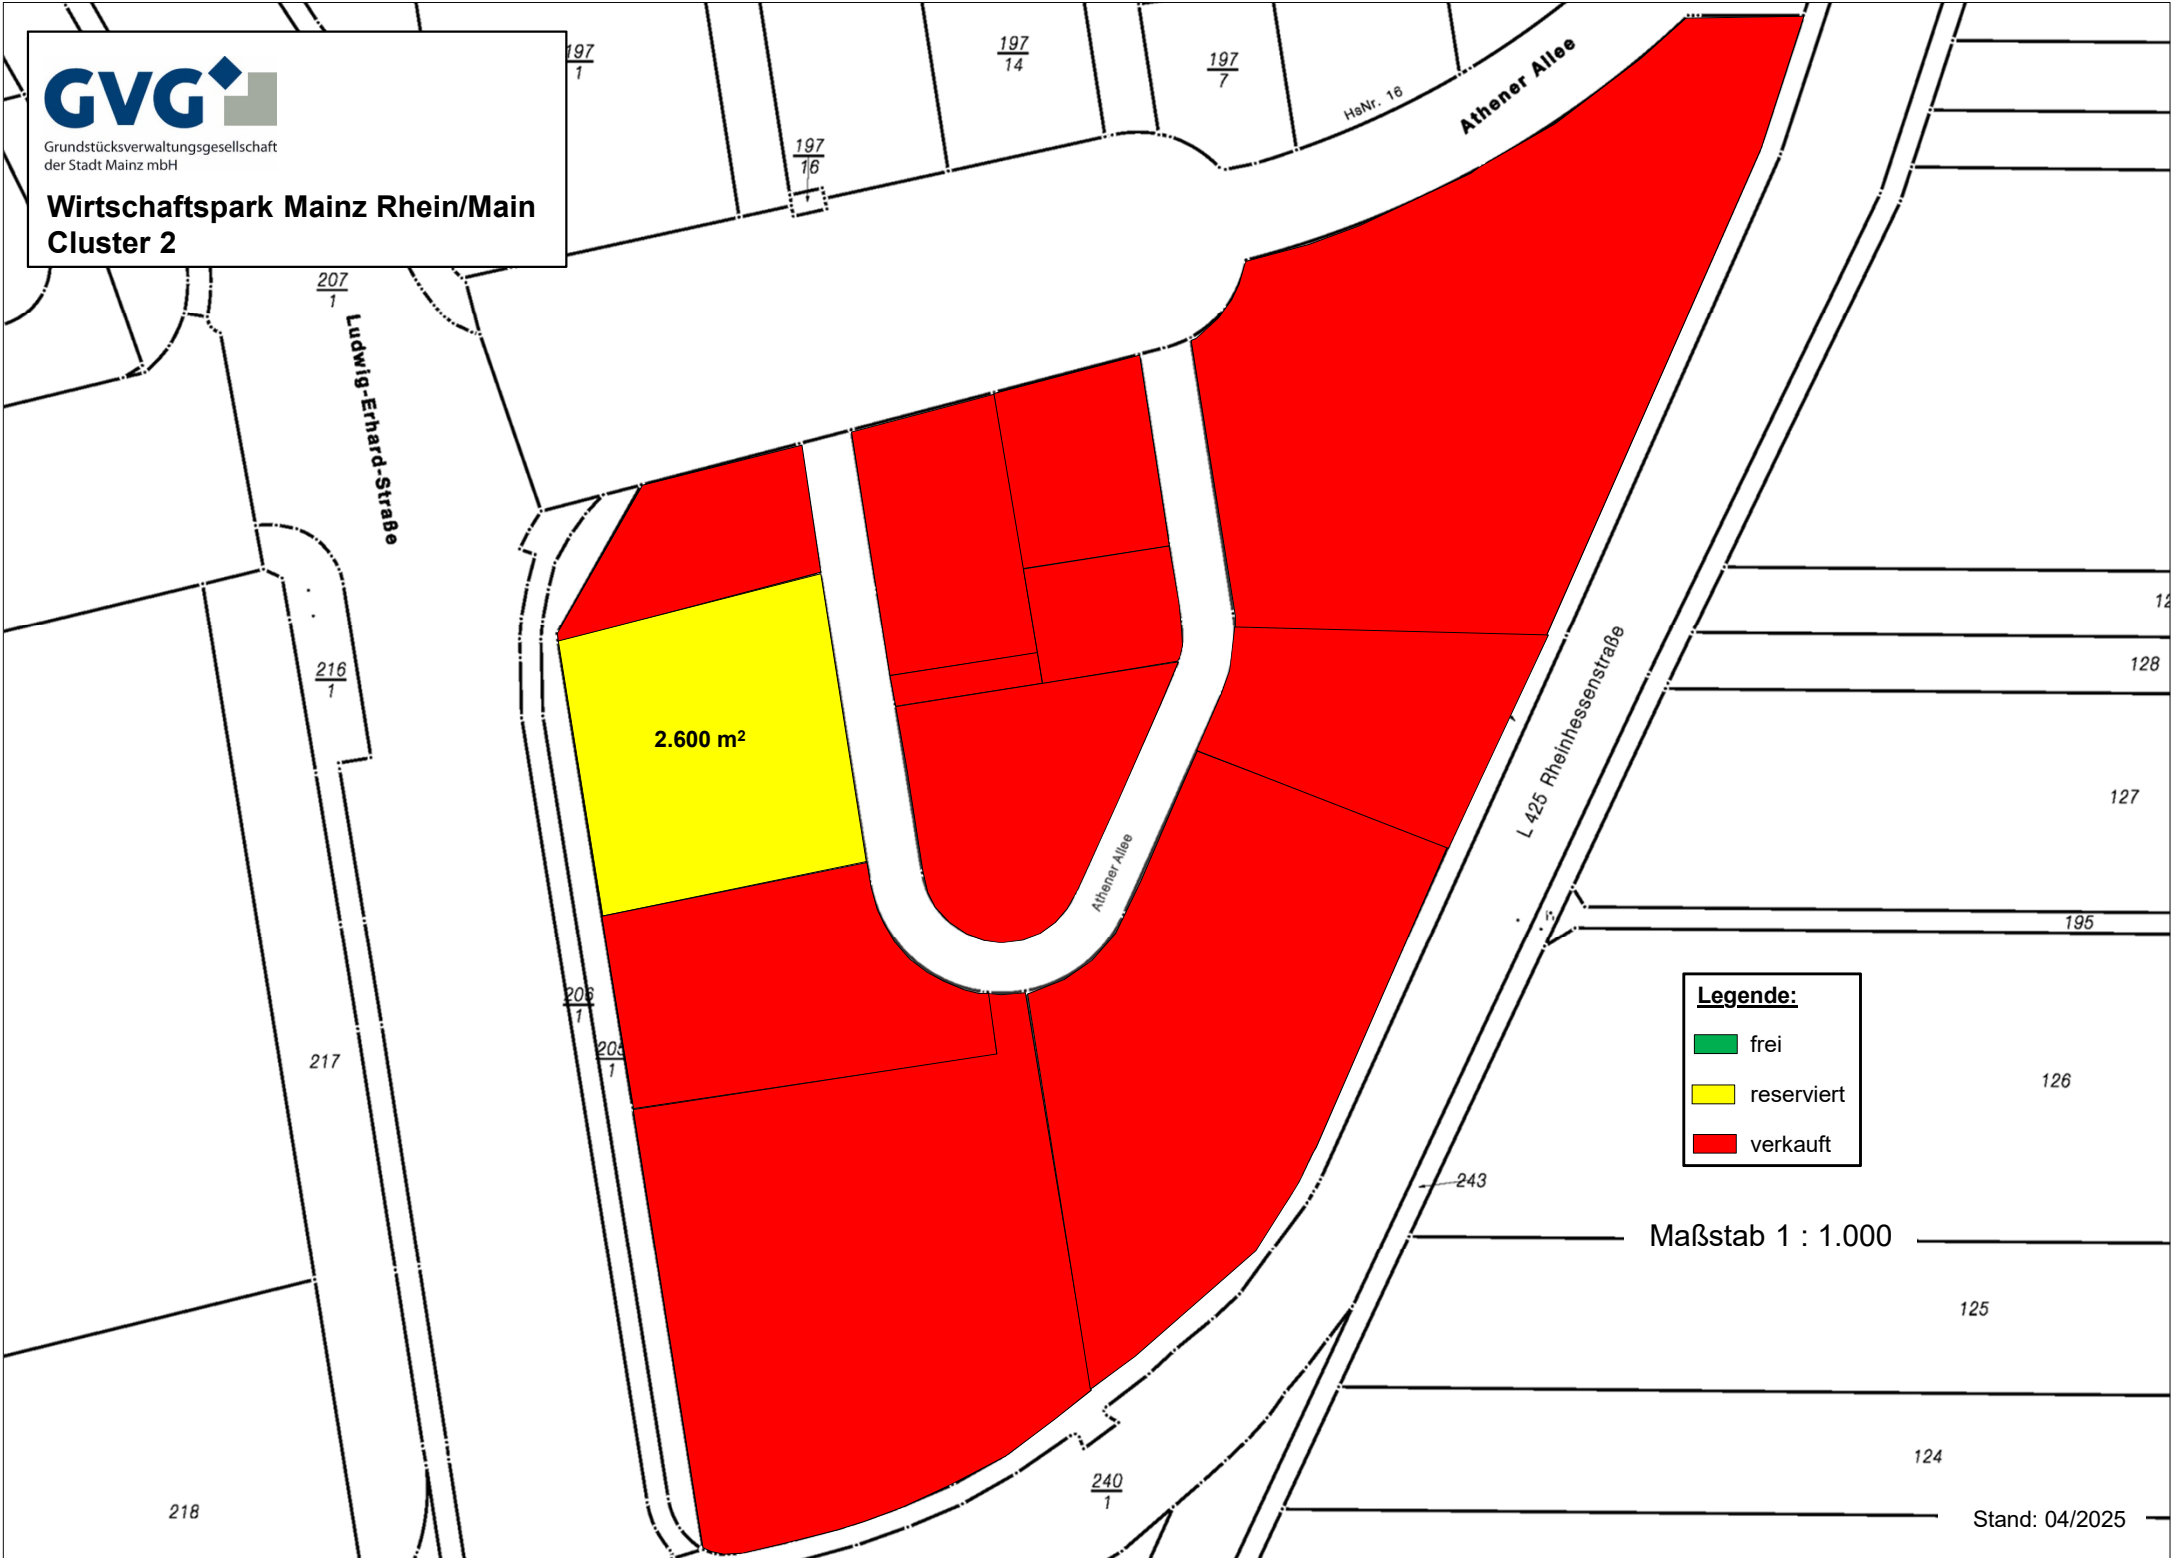 GVG
Grundstücksverwaltungsgesellschaft
der Stadt Mainz mbH
Wirtschaftspark Mainz Rhein/Main
Cluster 2
197
1
197
14
197
7
197
16
HsNr. 16
Athener Allee
207
1
Ludwig-Erhard-Straße
216
1
2.600 m²
Athener Allee
L 425 Rheinhessenstraße
128
127
195
206
1
205
1
217
Legende:
frei
reserviert
verkauft
126
243
Maßstab 1 : 1.000
125
124
240
1
218
Stand: 04/2025